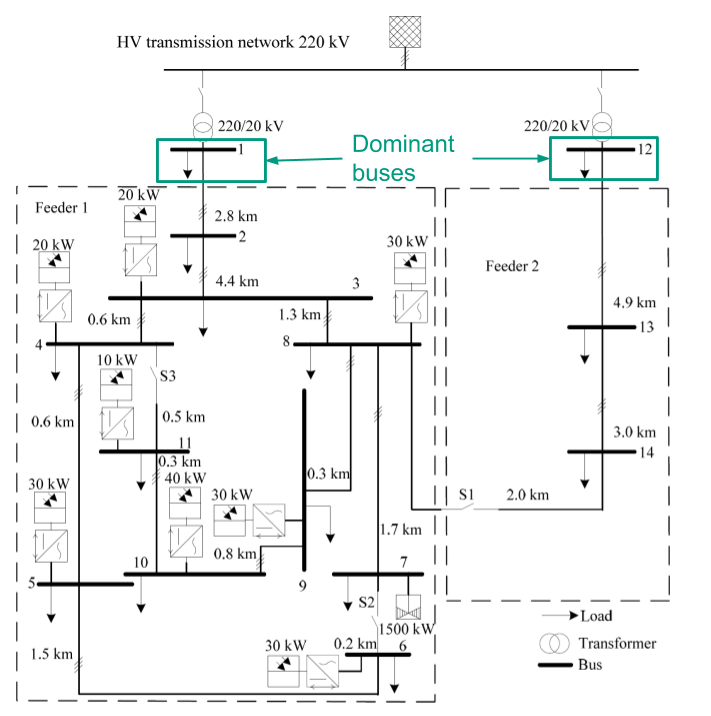 HV transmission network 220 kV
220/20 kV
220/20 kV
1
Dominant
buses
12
20 kW
Feeder 1
2.8 km
2
20 kW
30 kW
Feeder 2
4.4 km
3
0.6 km
1.3 km
4.9 km
13
4
8
10 kW
S3
0.6 km
0.5 km
3.0 km
11
14
0.3 km
40 kW
0.3 km
30 kW
30 kW
S1
2.0 km
1.7 km
10
0.8 km
7
5
9
S2
1500 kW
Load
1.5 km
30 kW
0.2 km
6
Transformer
Bus